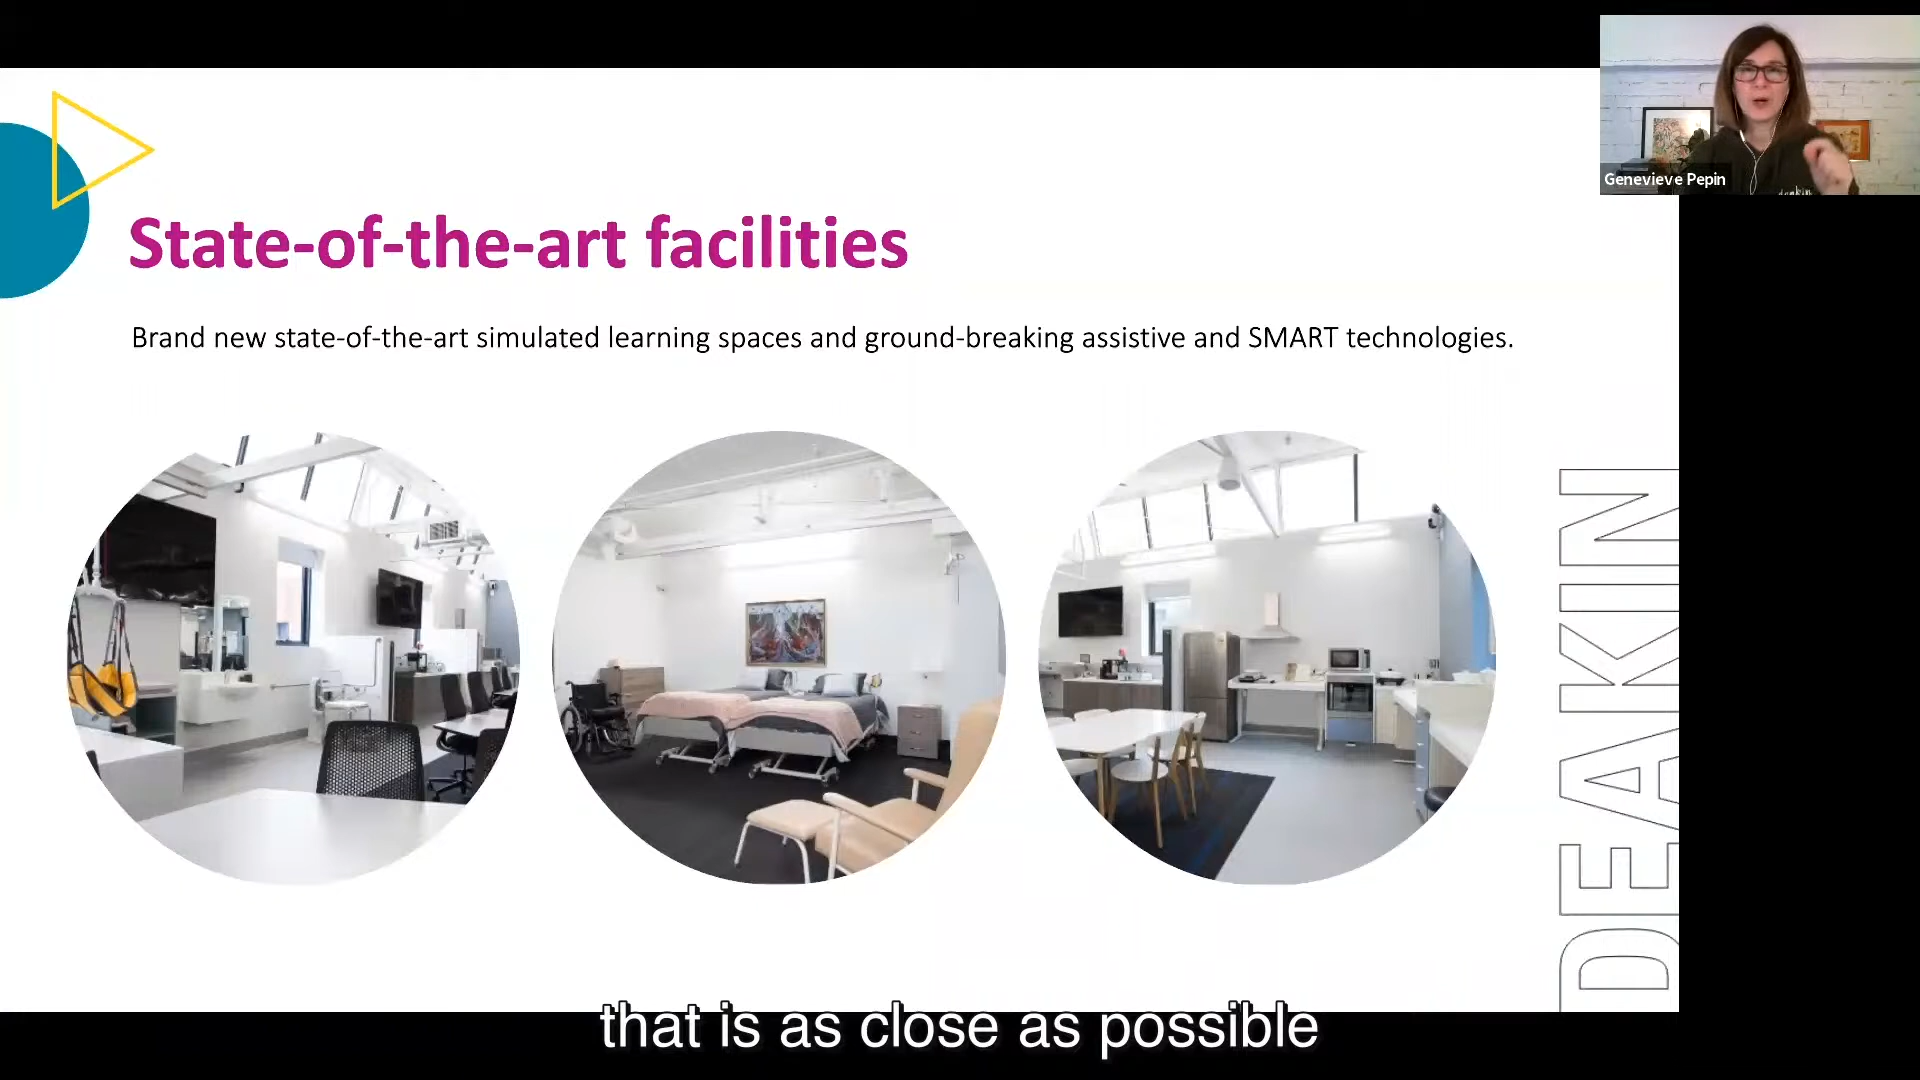 Genevieve Pepin
State-of-the-art facilities
Brand new state-of-the-art simulated learning spaces and ground-breaking assistive and SMART technologies.
DEAKIN
that is as close as possible